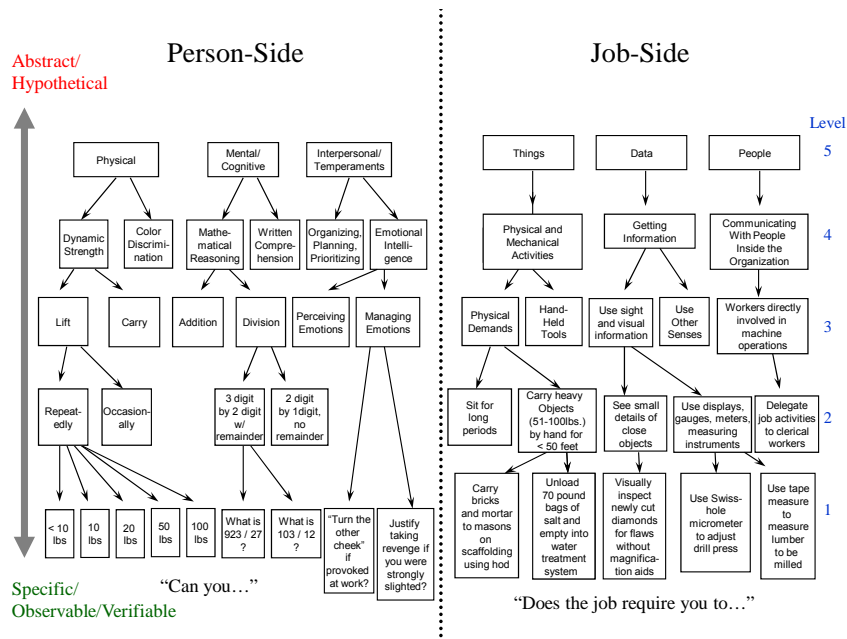 Person-Side
Job-Side
Abstract/
Hypothetical
Level
5
Physical
Mental/
Cognitive
Interpersonal/
Temperaments
Things
Data
People
Dynamic
Strength
Color
Discrimi-
nation
Mathe-
matical
Reasoning
Written
Compre-
hension
Organizing,
Planning,
Prioritizing
Emotional
Intelli-
gence
Physical and
Mechanical
Activities
Getting
Information
Communicating
With People
Inside the
Organization
4
Lift
Carry
Addition
Division
Perceiving
Emotions
Managing
Emotions
Physical
Demands
Hand-
Held
Tools
Use sight
and visual
information
Use
Other
Senses
Workers directly
involved in
machine
operations
3
Repeat-
edly
Occasion-
ally
3 digit
by 2 digit
w/
remainder
2 digit
by 1digit,
no
remainder
Sit for
long
periods
Carry heavy
Objects
(51-100lbs.)
by hand for
< 50 feet
See small
details of
close
objects
Use displays,
gauges, meters,
measuring
instruments
Delegate
job activities
to clerical
workers
2
< 10
lbs
10
lbs
20
lbs
50
lbs
100
lbs
What is
923 / 27
?
What is
103 / 12
?
“Turn the
other
cheek”
if
provoked
at work?
Justify
taking
revenge if
you were
strongly
slighted?
Carry
bricks
and mortar
to masons
on
scaffolding
using hod
Unload
70 pound
bags of
salt and
empty into
water
treatment
system
Visually
inspect
newly cut
diamonds
for flaws
without
magnifica-
tion aids
Use Swiss-
hole
micrometer
to adjust
drill press
Use tape
measure
to
measure
lumber
to be
milled
1
Specific/
Observable/Verifiable
“Can you…”
“Does the job require you to…”